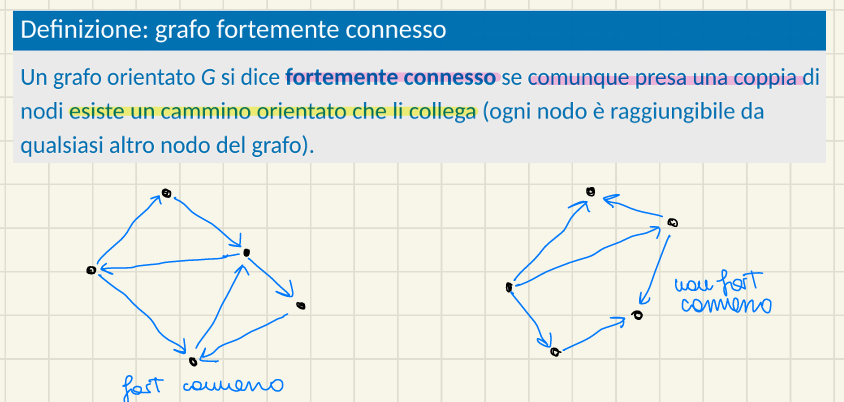 Definizione: grafo fortemente connesso
Un grafo orientato G si dice fortemente connesso se comunque presa una coppia di
nodi esiste un cammino orientato che li collega (ogni nodo è raggiungibile da
qualsiasi altro nodo del grafo).
non fort
connesso
fort connesso